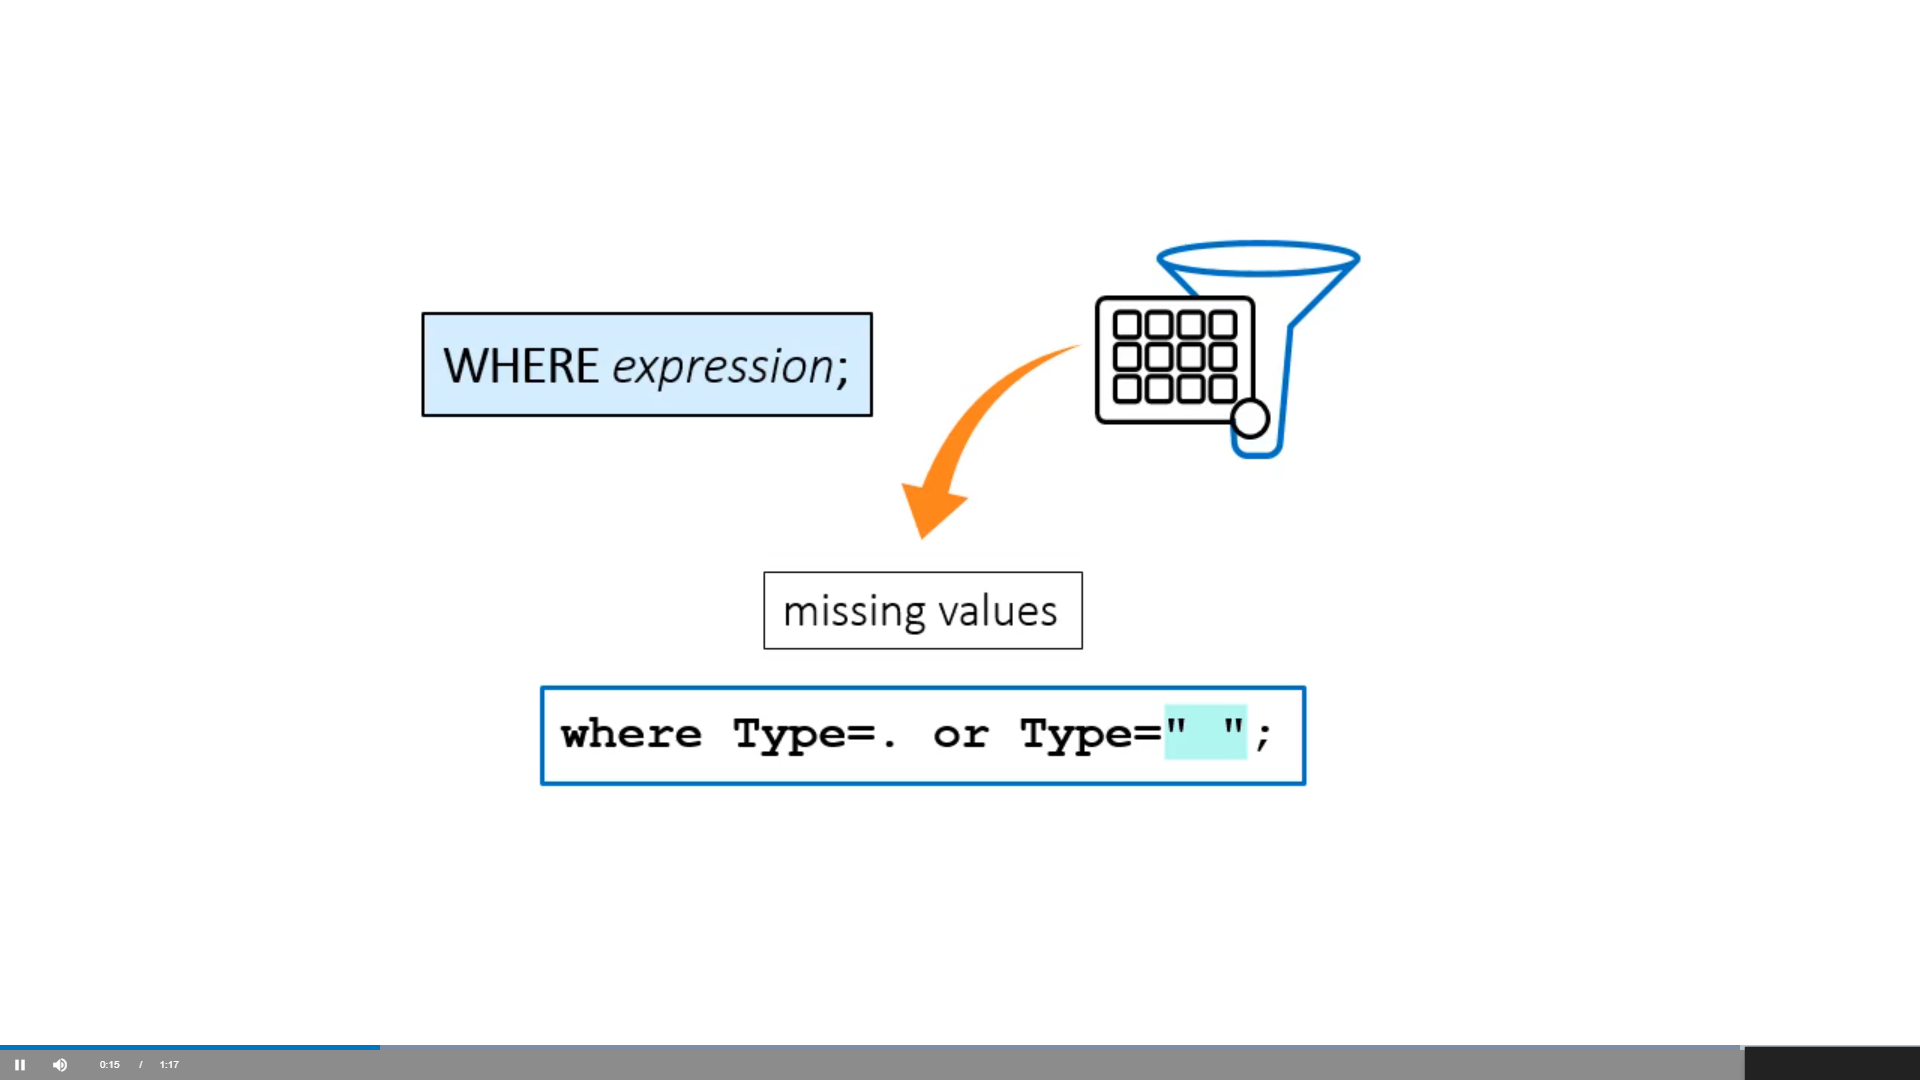 WHERE expression;
missing values
where Type=. or Type=" ";
0:15 / 1:17